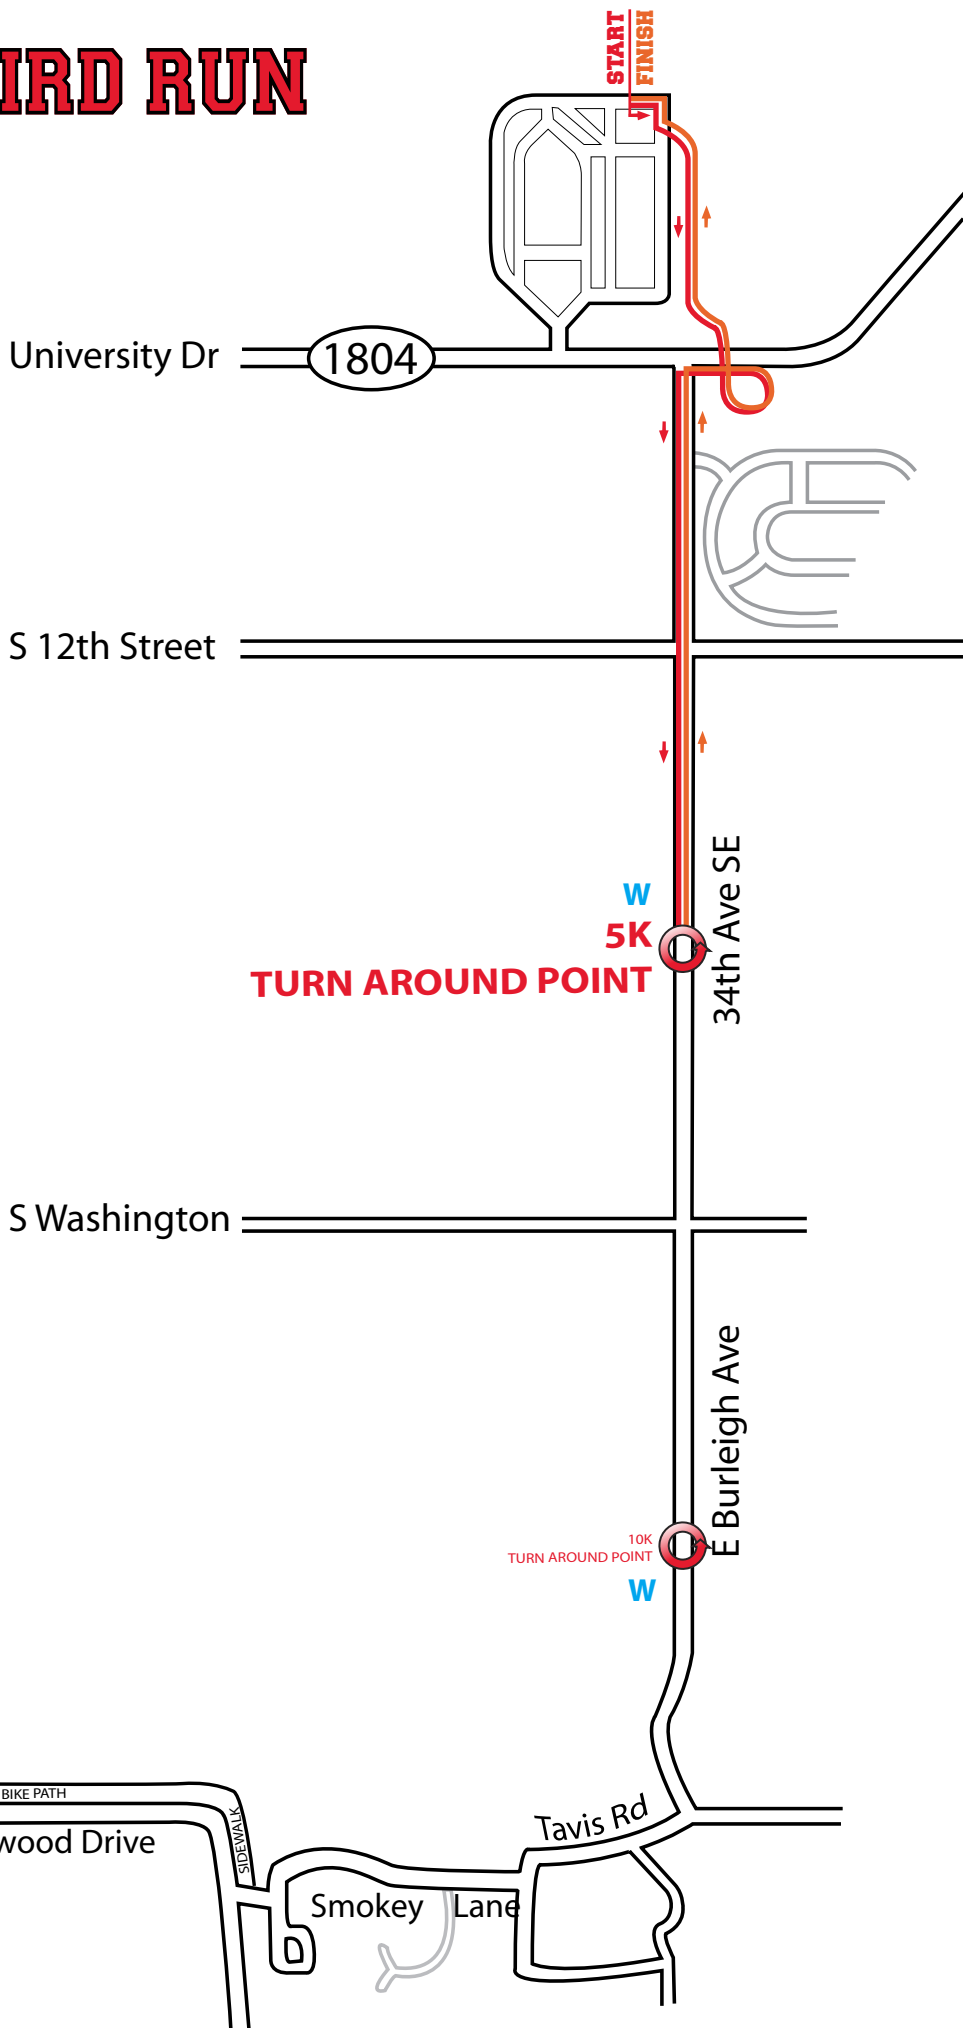 START
FINISH
IRD RUN
University Dr
1804
S 12th Street
34th Ave SE
W
5K
TURN AROUND POINT
S Washington
E Burleigh Ave
10K
TURN AROUND POINT
W
BIKE PATH
SIDEWALK
wood Drive
Tavis Rd
Smokey Lane